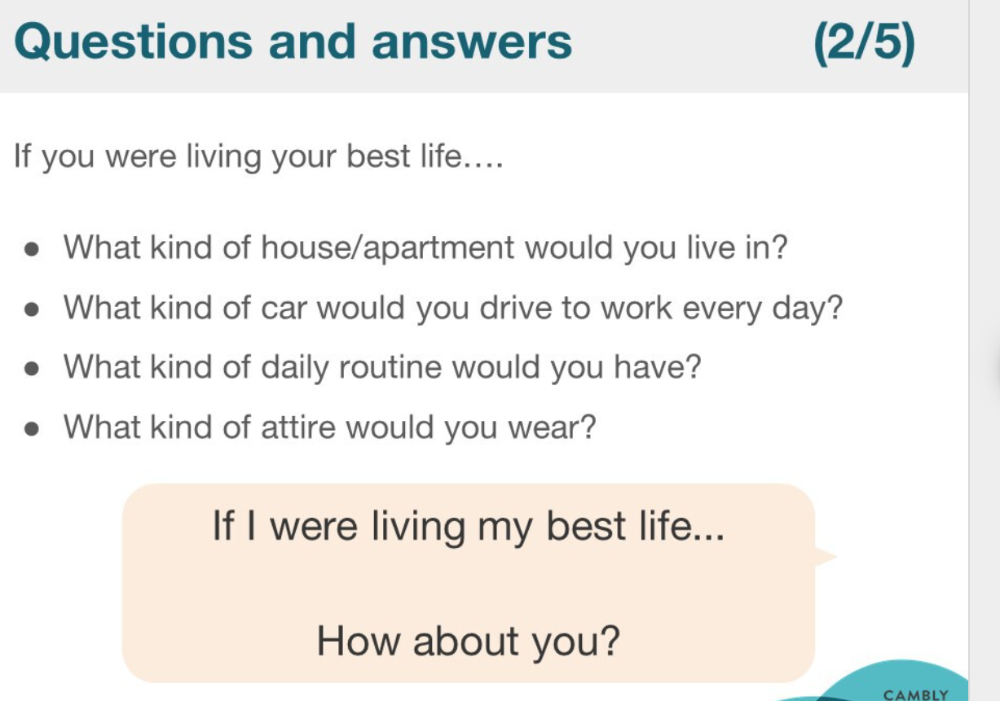 Questions and answers (2/5)
If you were living your best life....
● What kind of house/apartment would you live in?
● What kind of car would you drive to work every day?
● What kind of daily routine would you have?
● What kind of attire would you wear?
If I were living my best life...
How about you?
CAMBLY